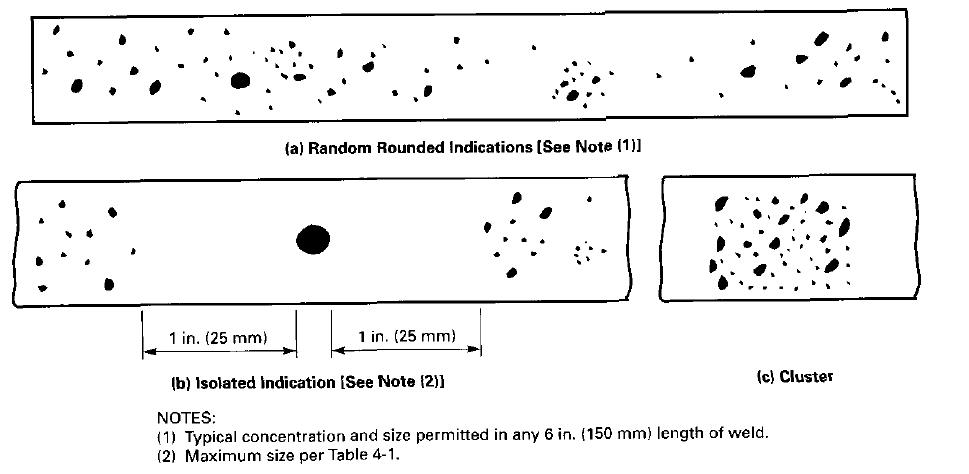 (a) Random Rounded Indications [See Note (1)]
1 in. (25 mm) 1 in. (25 mm)
(b) Isolated Indication [See Note (2)]
(c) Cluster
NOTES:
(1) Typical concentration and size permitted in any 6 in. (150 mm) length of weld.
(2) Maximum size per Table 4-1.